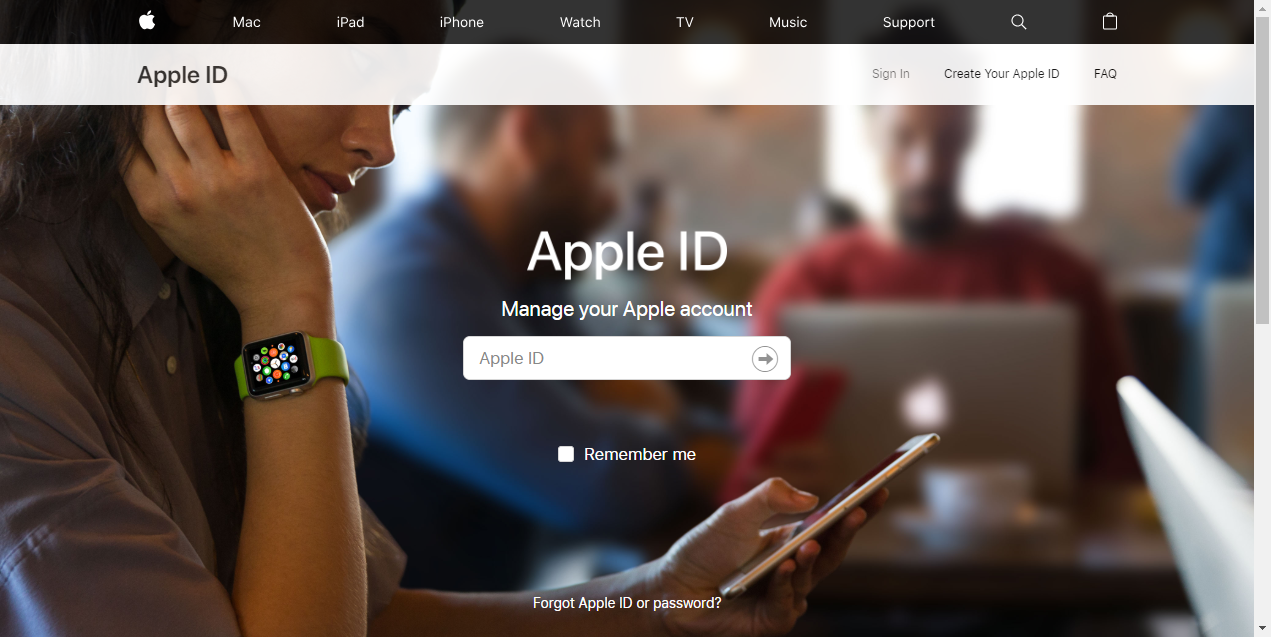 Mac iPad iPhone Watch TV Music Support
Apple ID
Sign In Create Your Apple ID FAQ
Apple ID
Manage your Apple account
Apple ID
Remember me
Forgot Apple ID or password?